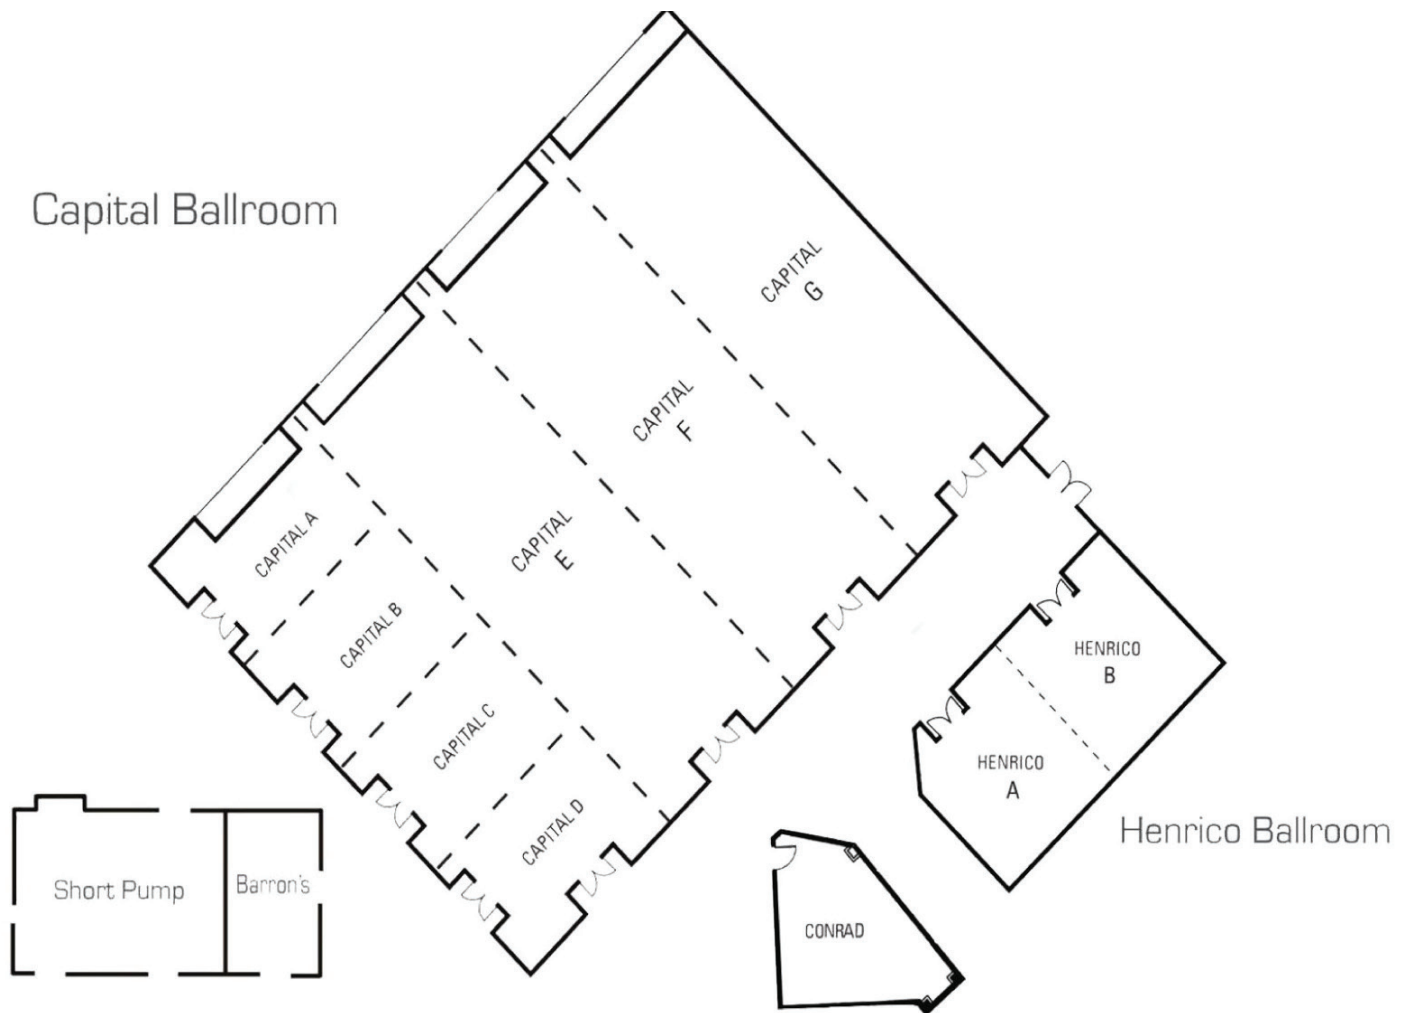 Capital Ballroom
CAPITAL
G
CAPITAL
F
CAPITAL
E
CAPITAL A
CAPITAL B
CAPITAL C
CAPITAL D
HENRICO
B
HENRICO
A
Henrico Ballroom
Short Pump
Barron's
CONRAD